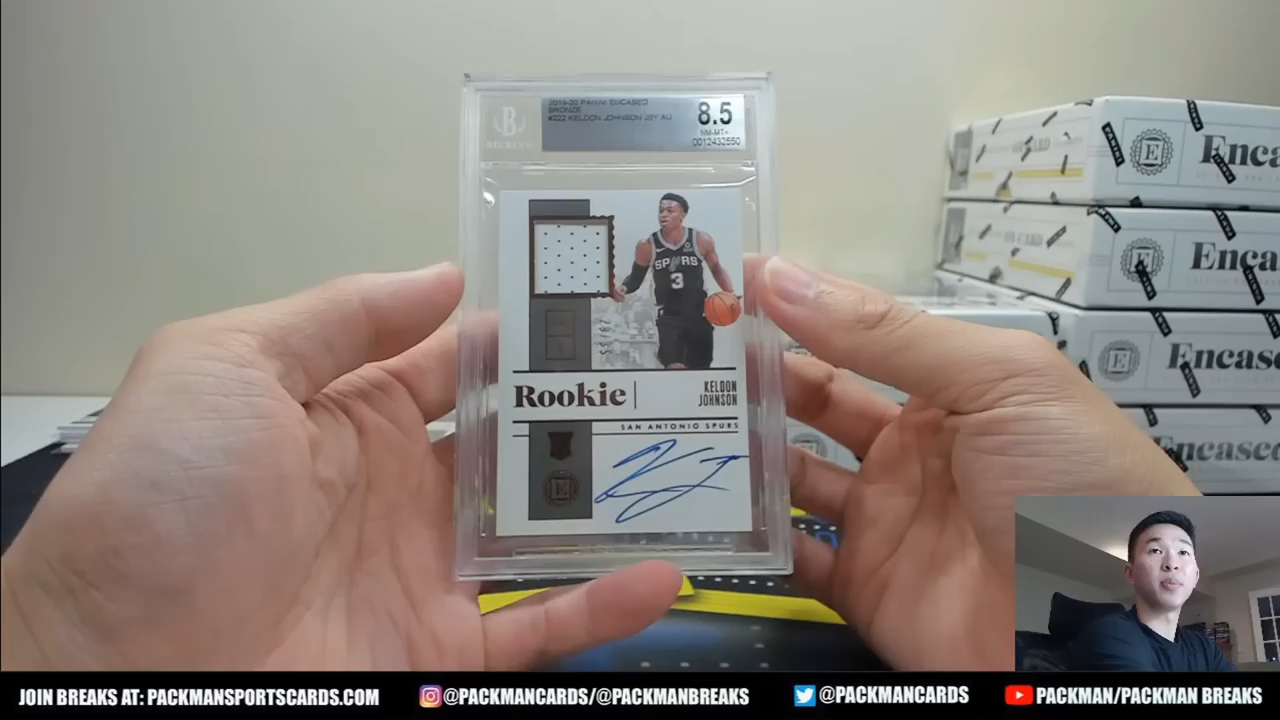 2019-20 PANINI ENCASED
BRONZE
#222 KELDON JOHNSON JSY AU
8.5
NM-MT+
0012432550
BECKETT
SPURS
3
Rookie
KELDON
JOHNSON
SAN ANTONIO SPURS
E
E
Encased
E
Encased
E
Encased
Encased
JOIN BREAKS AT: PACKMANSPORTSCARDS.COM
@PACKMANCARDS/@PACKMANBREAKS
@PACKMANCARDS
PACKMAN/PACKMAN BREAKS